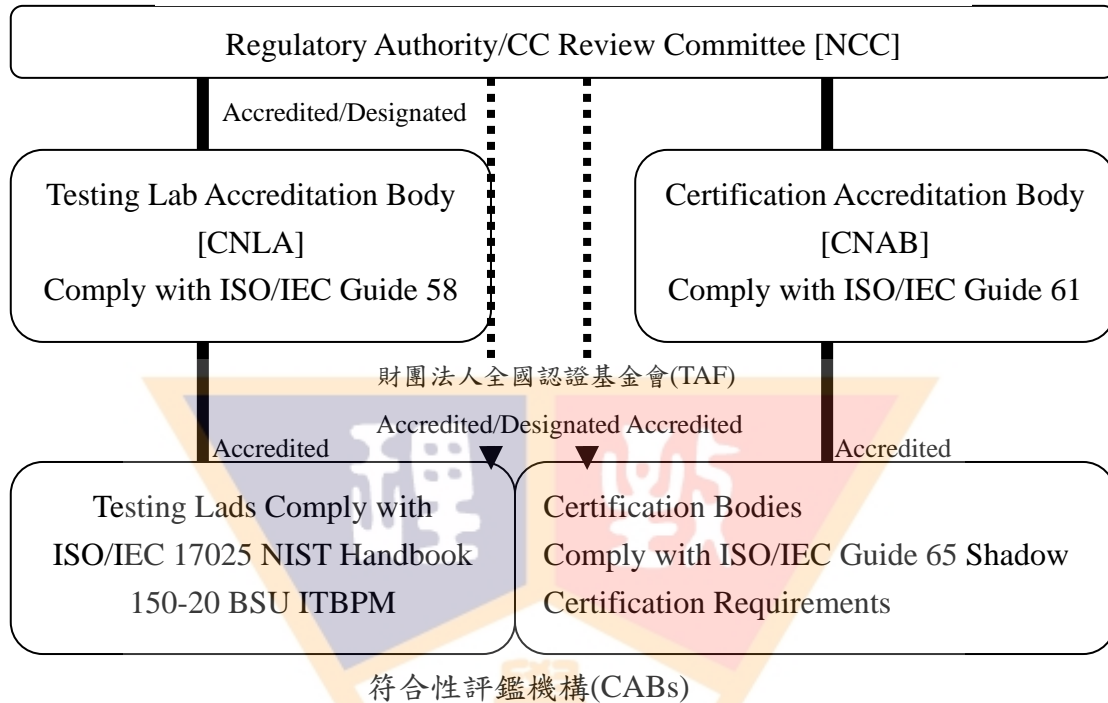 Regulatory Authority/CC Review Committee [NCC]
Accredited/Designated
Testing Lab Accreditation Body
[CNLA]
Comply with ISO/IEC Guide 58
Certification Accreditation Body
[CNAB]
Comply with ISO/IEC Guide 61
財團法人全國認證基金會(TAF)
Accredited/Designated Accredited
Accredited
Accredited
Testing Lads Comply with
ISO/IEC 17025 NIST Handbook
150-20 BSU ITBPM
Certification Bodies
Comply with ISO/IEC Guide 65 Shadow
Certification Requirements
符合性評鑑機構(CABs)